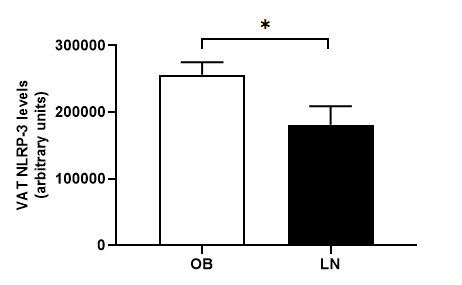 *
300000
200000
100000
0
VAT NLRP-3 levels
(arbitrary units)
OB
LN